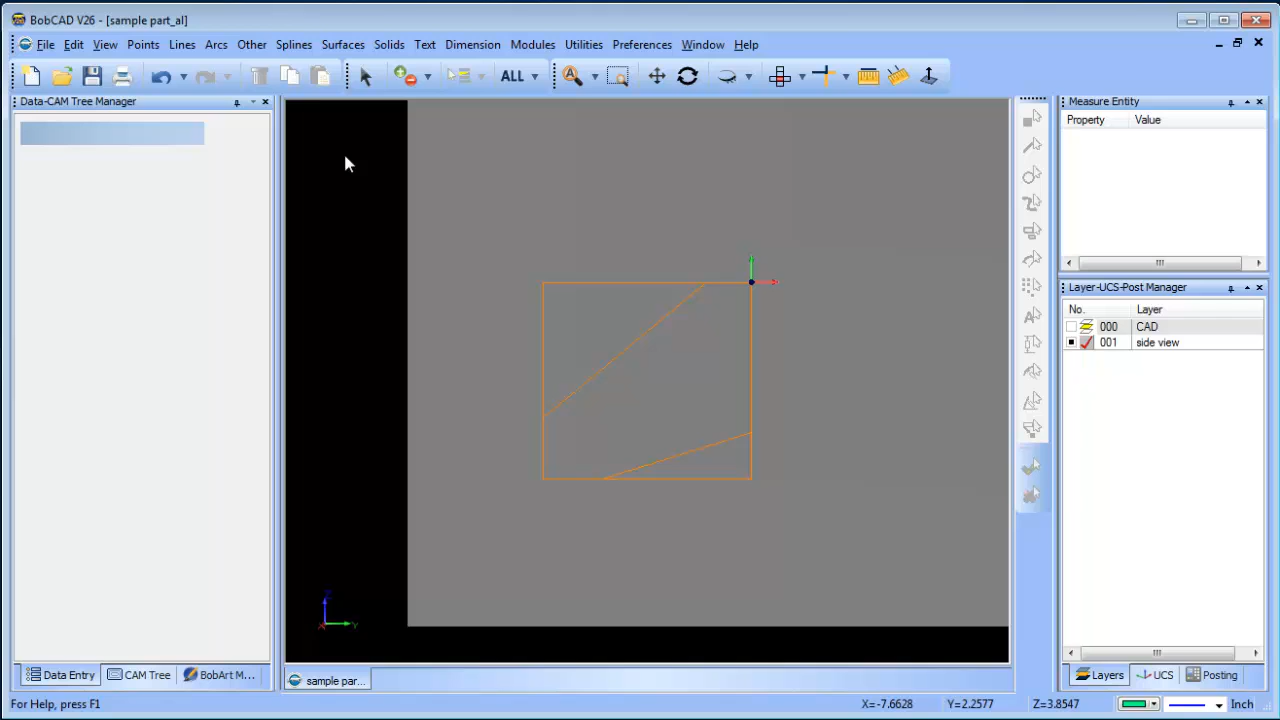 BobCAD V26 - [sample part_al]
File Edit View Points Lines Arcs Other Splines Surfaces Solids Text Dimension Modules Utilities Preferences Window Help
ALL
Data-CAM Tree Manager
Measure Entity
Property Value
Layer-UCS-Post Manager
No. Layer
000 CAD
001 side view
Z
X Y
Data Entry CAM Tree BobArt M...
sample par...
Layers UCS Posting
For Help, press F1
X=-7.6628 Y=2.2577 Z=3.8547 Inch